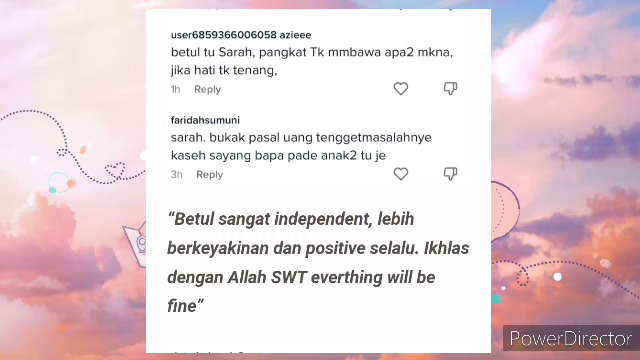 user6859366006058 azieee
betul tu Sarah, pangkat Tk mmbawa apa2 mkna,
jika hati tk tenang,
1h Reply
faridahsumuni
sarah. bukak pasal uang tenggetmasalahnye
kaseh sayang bapa pade anak2 tu je
3h Reply
“Betul sangat independent, lebih
berkeyakinan dan positive selalu. Ikhlas
dengan Allah SWT everthing will be
fine”
PowerDirector